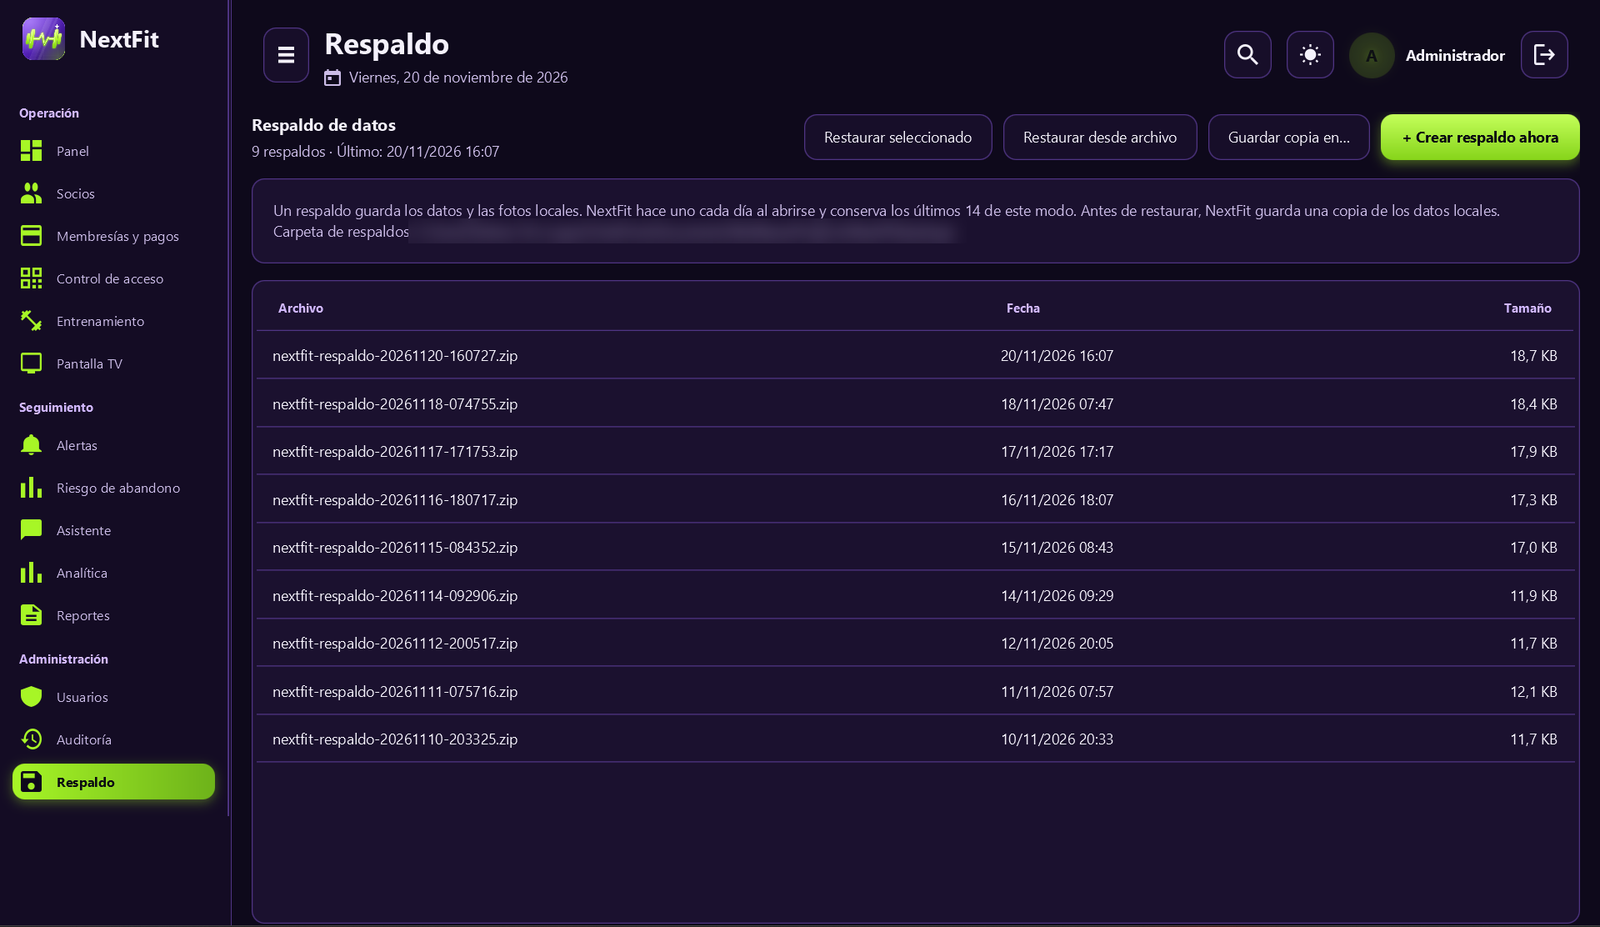 NextFit
Operación
Panel
Socios
Membresías y pagos
Control de acceso
Entrenamiento
Pantalla TV
Seguimiento
Alertas
Riesgo de abandono
Asistente
Analítica
Reportes
Administración
Usuarios
Auditoría
Respaldo
Respaldo
Viernes, 20 de noviembre de 2026
A Administrador
Respaldo de datos
9 respaldos · Último: 20/11/2026 16:07
Restaurar seleccionado Restaurar desde archivo Guardar copia en... + Crear respaldo ahora
Un respaldo guarda los datos y las fotos locales. NextFit hace uno cada día al abrirse y conserva los últimos 14 de este modo. Antes de restaurar, NextFit guarda una copia de los datos locales.
Carpeta de respaldos
Archivo Fecha Tamaño
nextfit-respaldo-20261120-160727.zip 20/11/2026 16:07 18,7 KB
nextfit-respaldo-20261118-074755.zip 18/11/2026 07:47 18,4 KB
nextfit-respaldo-20261117-171753.zip 17/11/2026 17:17 17,9 KB
nextfit-respaldo-20261116-180717.zip 16/11/2026 18:07 17,3 KB
nextfit-respaldo-20261115-084352.zip 15/11/2026 08:43 17,0 KB
nextfit-respaldo-20261114-092906.zip 14/11/2026 09:29 11,9 KB
nextfit-respaldo-20261112-200517.zip 12/11/2026 20:05 11,7 KB
nextfit-respaldo-20261111-075716.zip 11/11/2026 07:57 12,1 KB
nextfit-respaldo-20261110-203325.zip 10/11/2026 20:33 11,7 KB